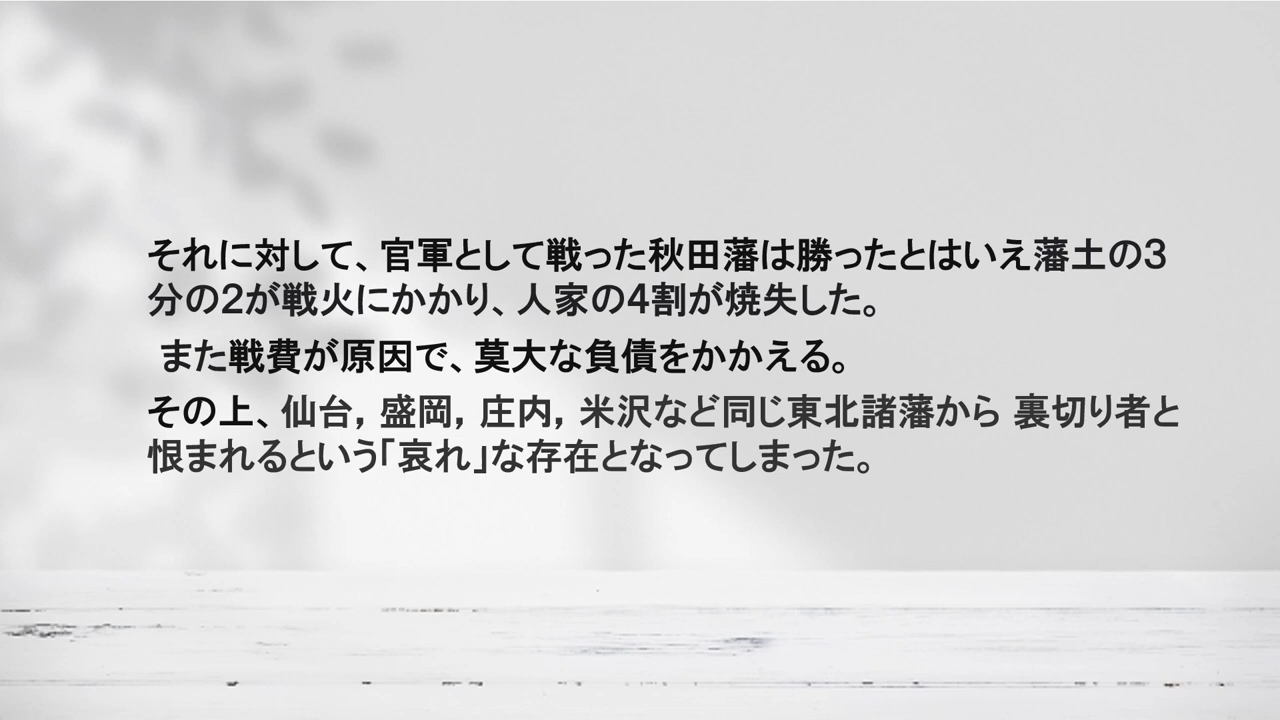 それに対して、官軍として戦った秋田藩は勝ったとはいえ藩土の3
分の2が戦火にかかり、人家の4割が焼失した。
また戦費が原因で、莫大な負債をかかえる。
その上、仙台, 盛岡, 庄内, 米沢など同じ東北諸藩から 裏切り者と
恨まれるという「哀れ」な存在となってしまった。